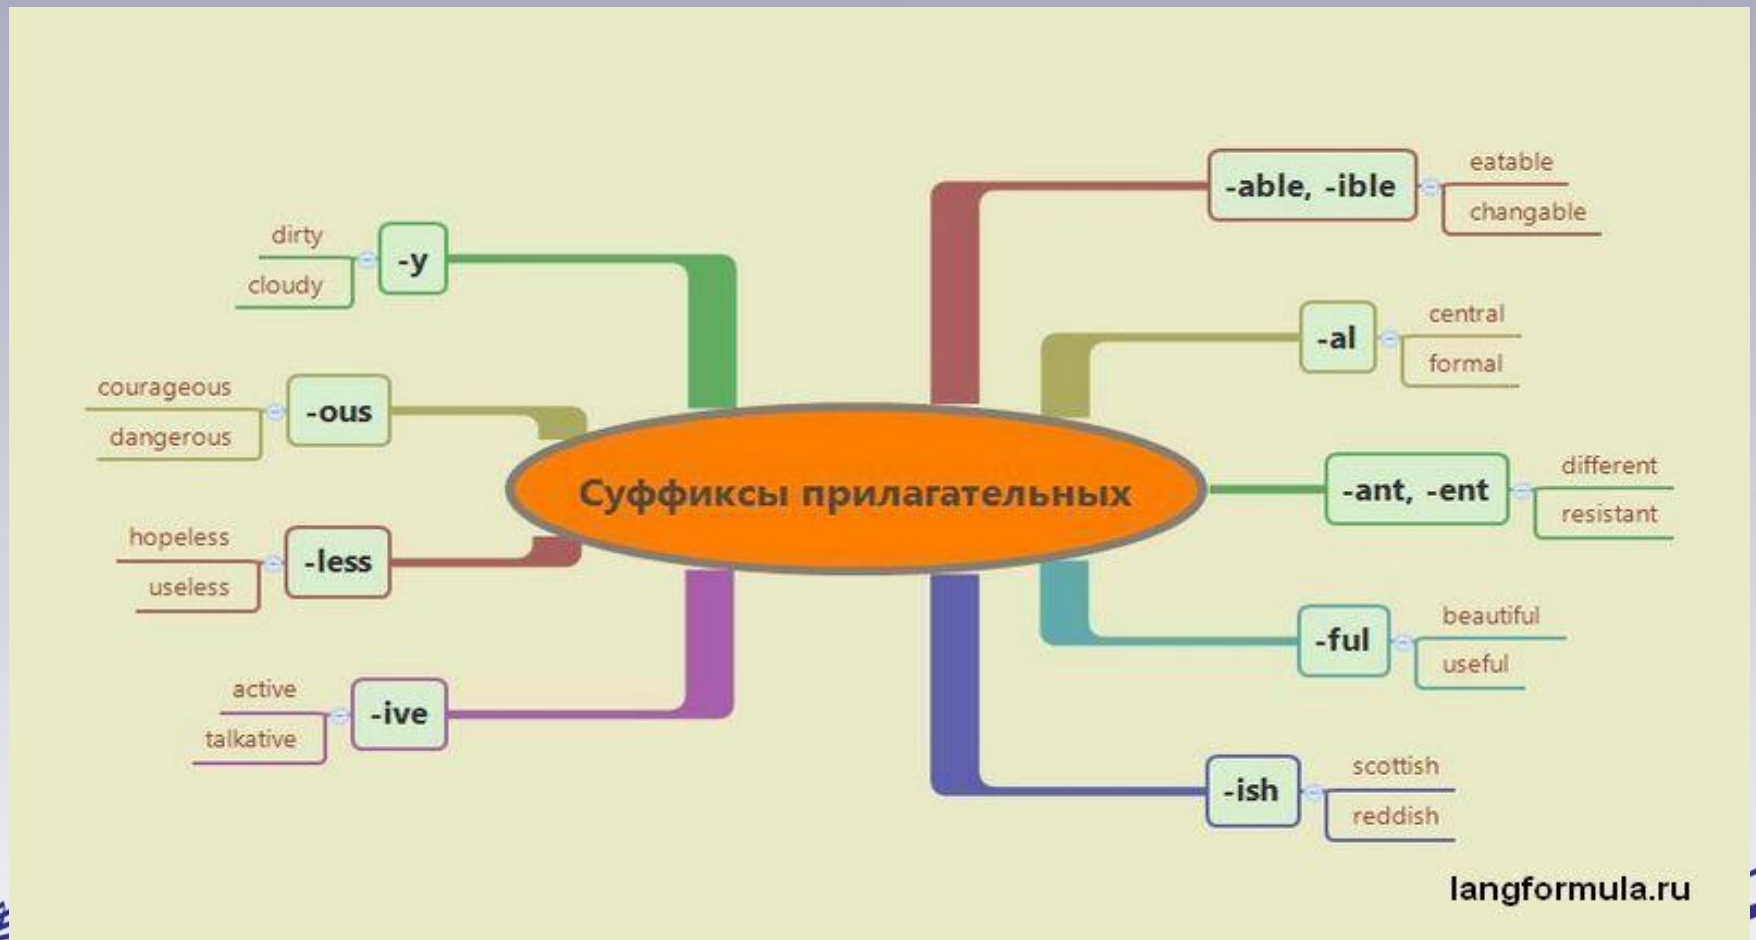 Суффиксы прилагательных
-able, -ible
eatable
changable
-al
central
formal
-ant, -ent
different
resistant
-ful
beautiful
useful
-ish
scottish
reddish
-y
dirty
cloudy
-ous
courageous
dangerous
-less
hopeless
useless
-ive
active
talkative
langformula.ru